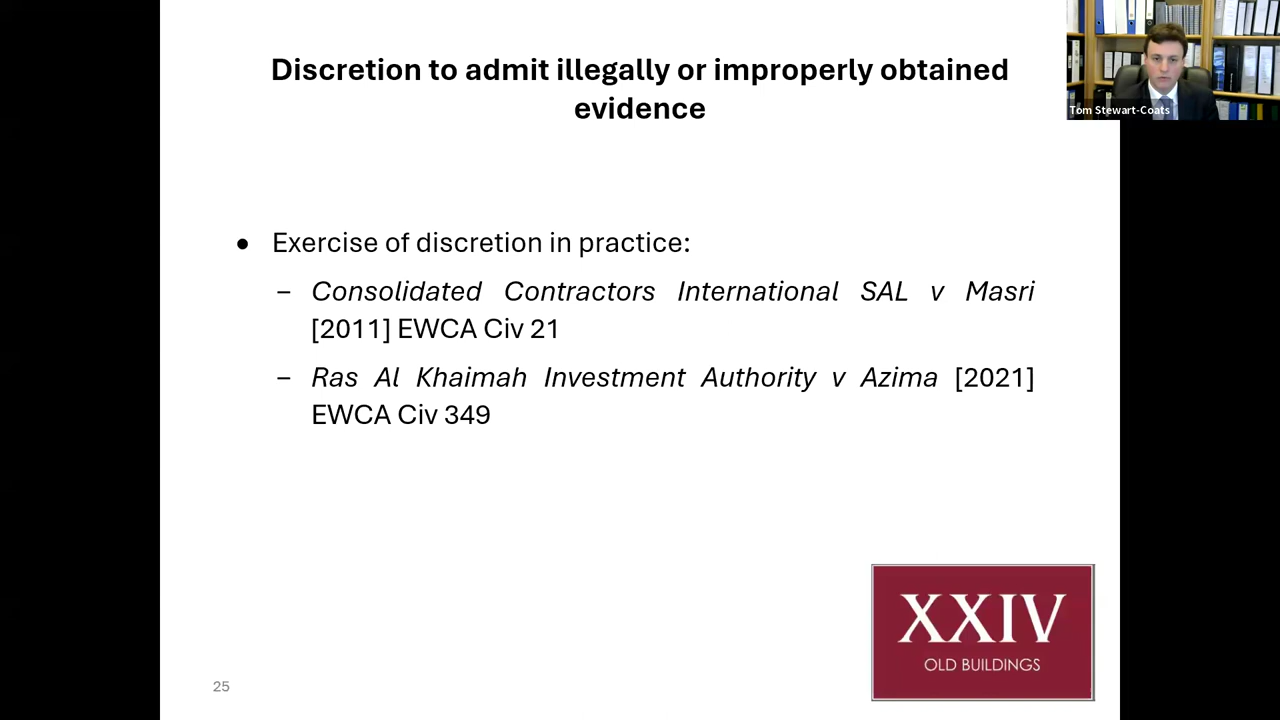 Discretion to admit illegally or improperly obtained
evidence
Tom Stewart-Coats
● Exercise of discretion in practice:
– Consolidated Contractors International SAL v Masri
[2011] EWCA Civ 21
– Ras Al Khaimah Investment Authority v Azima [2021]
EWCA Civ 349
XXIV
OLD BUILDINGS
25